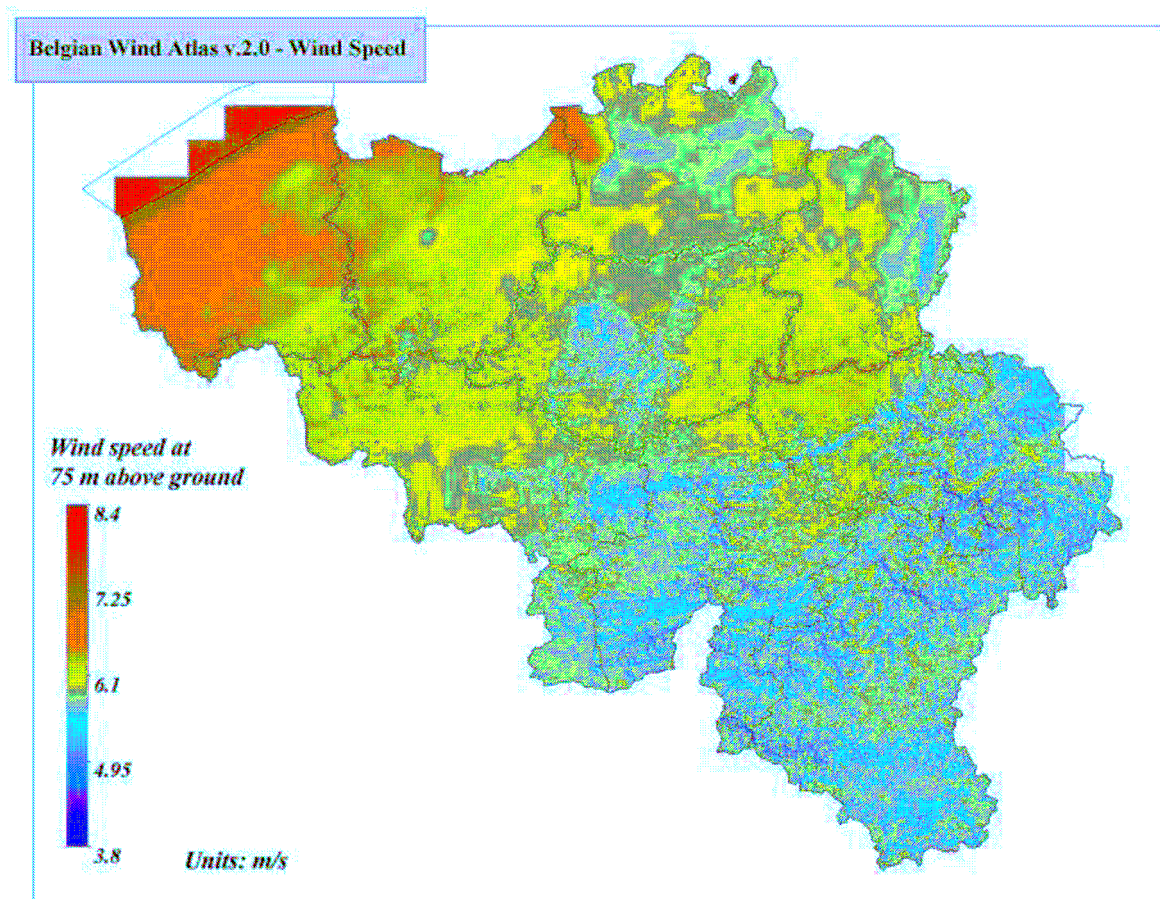 Belgian Wind Atlas v.2.0 - Wind Speed
Wind speed at
75 m above ground
8.4
7.25
6.1
4.95
3.8
Units: m/s